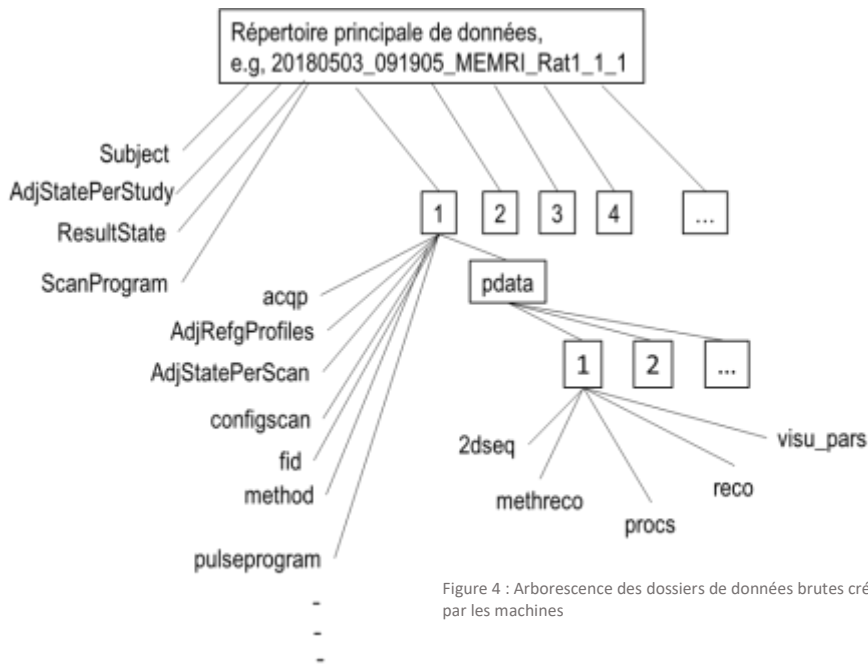 Répertoire principale de données,
e.g, 20180503_091905_MEMRI_Rat1_1_1
Subject
AdjStatePerStudy
ResultState
ScanProgram
1
2
3
4
...
acqp
AdjRefgProfiles
AdjStatePerScan
configscan
fid
method
pulseprogram
-
-
-
pdata
1
2
...
2dseq
methreco
procs
reco
visu_pars
Figure 4 : Arborescence des dossiers de données brutes cré
par les machines